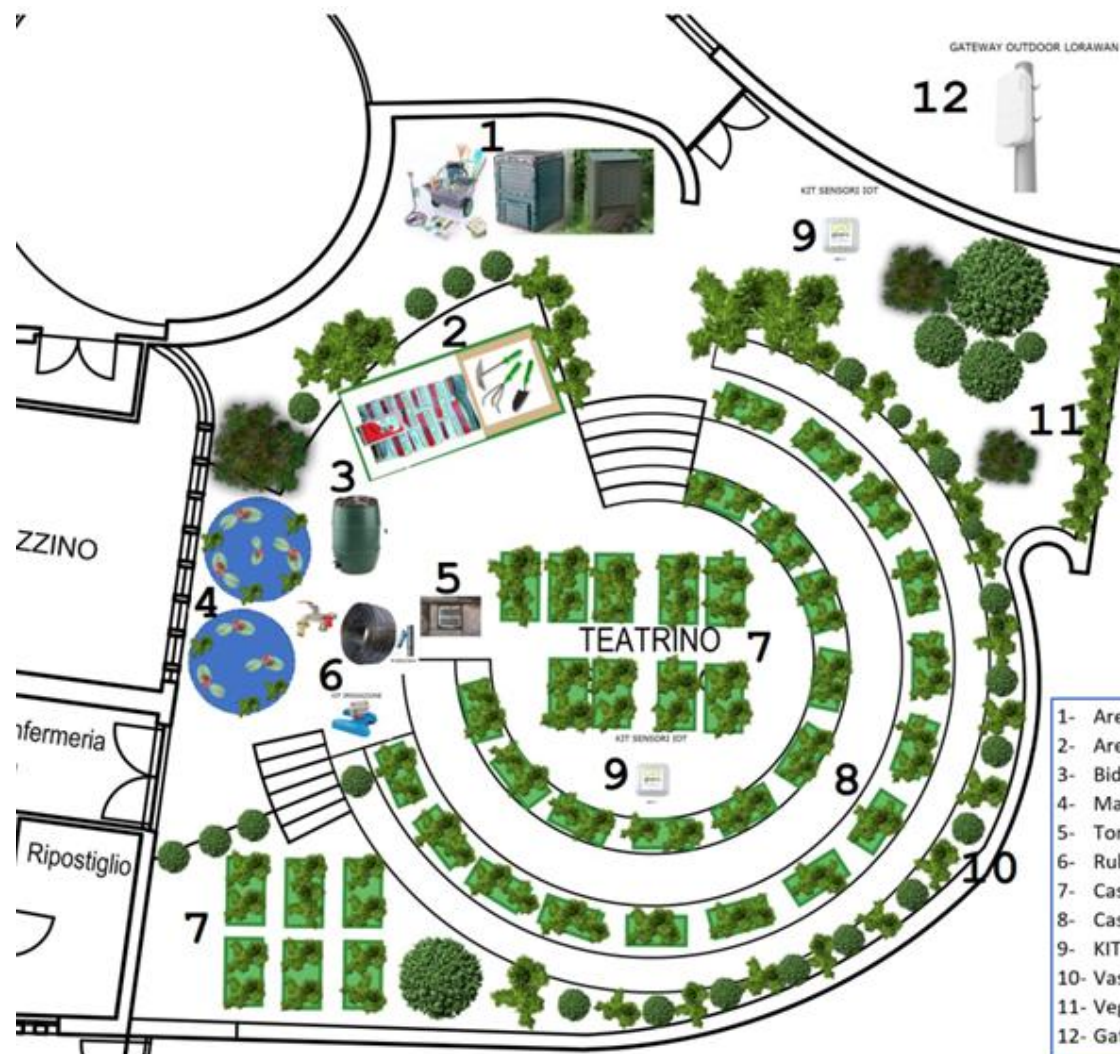 GATEWAY OUTDOOR LORAWAN
12
1
KIT SENSORI IOT
9
2
11
3
ZZINO
5
4
TEATRINO
7
6
KIT IRRIGAZIONE
nfermeria
KIT SENSORI IOT
9
8
Ripostiglio
10
7
1- Are
2- Are
3- Bid
4- Ma
5- Tor
6- Rul
7- Cas
8- Cas
9- KIT
10- Vas
11- Veg
12- Gat